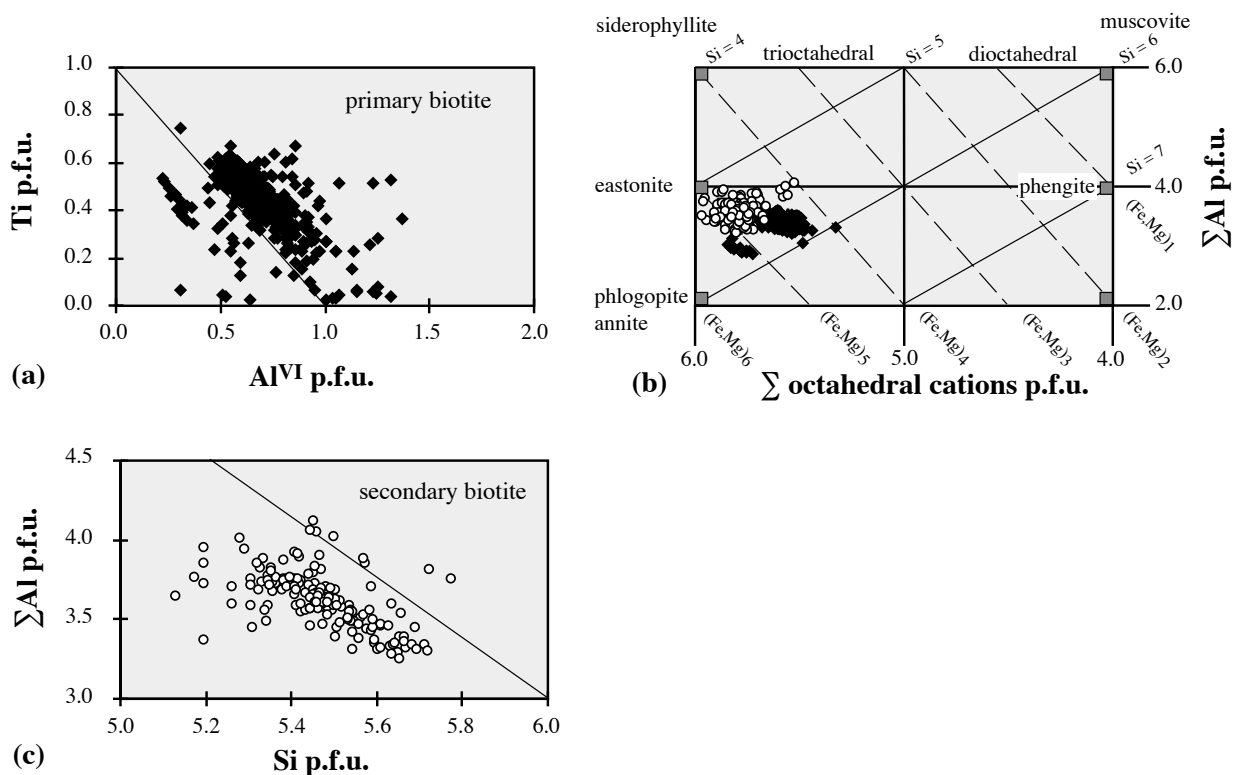 1.0
0.8
0.6
0.4
0.2
0.0
Ti p.f.u.
primary biotite
0.0
0.5
1.0
1.5
2.0
(a)
Al^VI p.f.u.
siderophyllite
muscovite
Si = 4
trioctahedral
Si = 5
dioctahedral
Si = 6
6.0
eastonite
Si = 7
phengite
4.0
∑Al p.f.u.
(Fe,Mg)1
phlogopite
annite
2.0
(Fe,Mg)6
(Fe,Mg)5
(Fe,Mg)4
(Fe,Mg)3
(Fe,Mg)2
6.0
5.0
4.0
(b)
∑ octahedral cations p.f.u.
4.5
4.0
3.5
3.0
∑Al p.f.u.
secondary biotite
5.0
5.2
5.4
5.6
5.8
6.0
(c)
Si p.f.u.